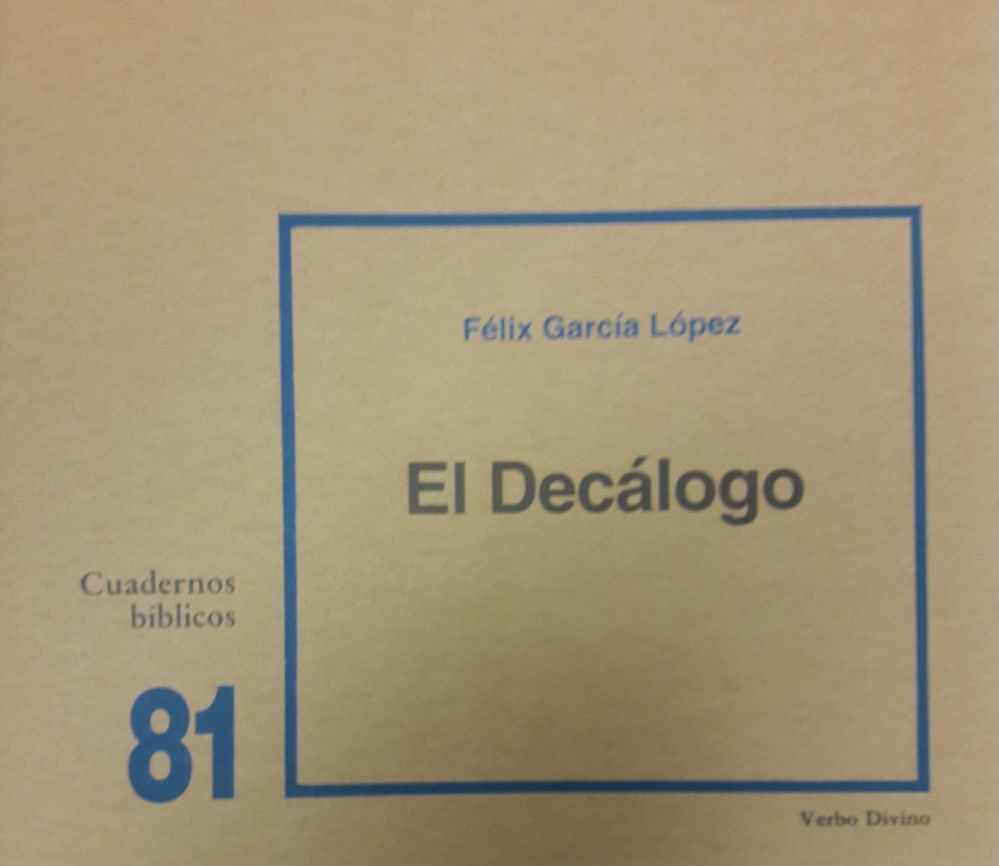 Félix García López
El Decálogo
Cuadernos
bíblicos
81
Verbo Divino